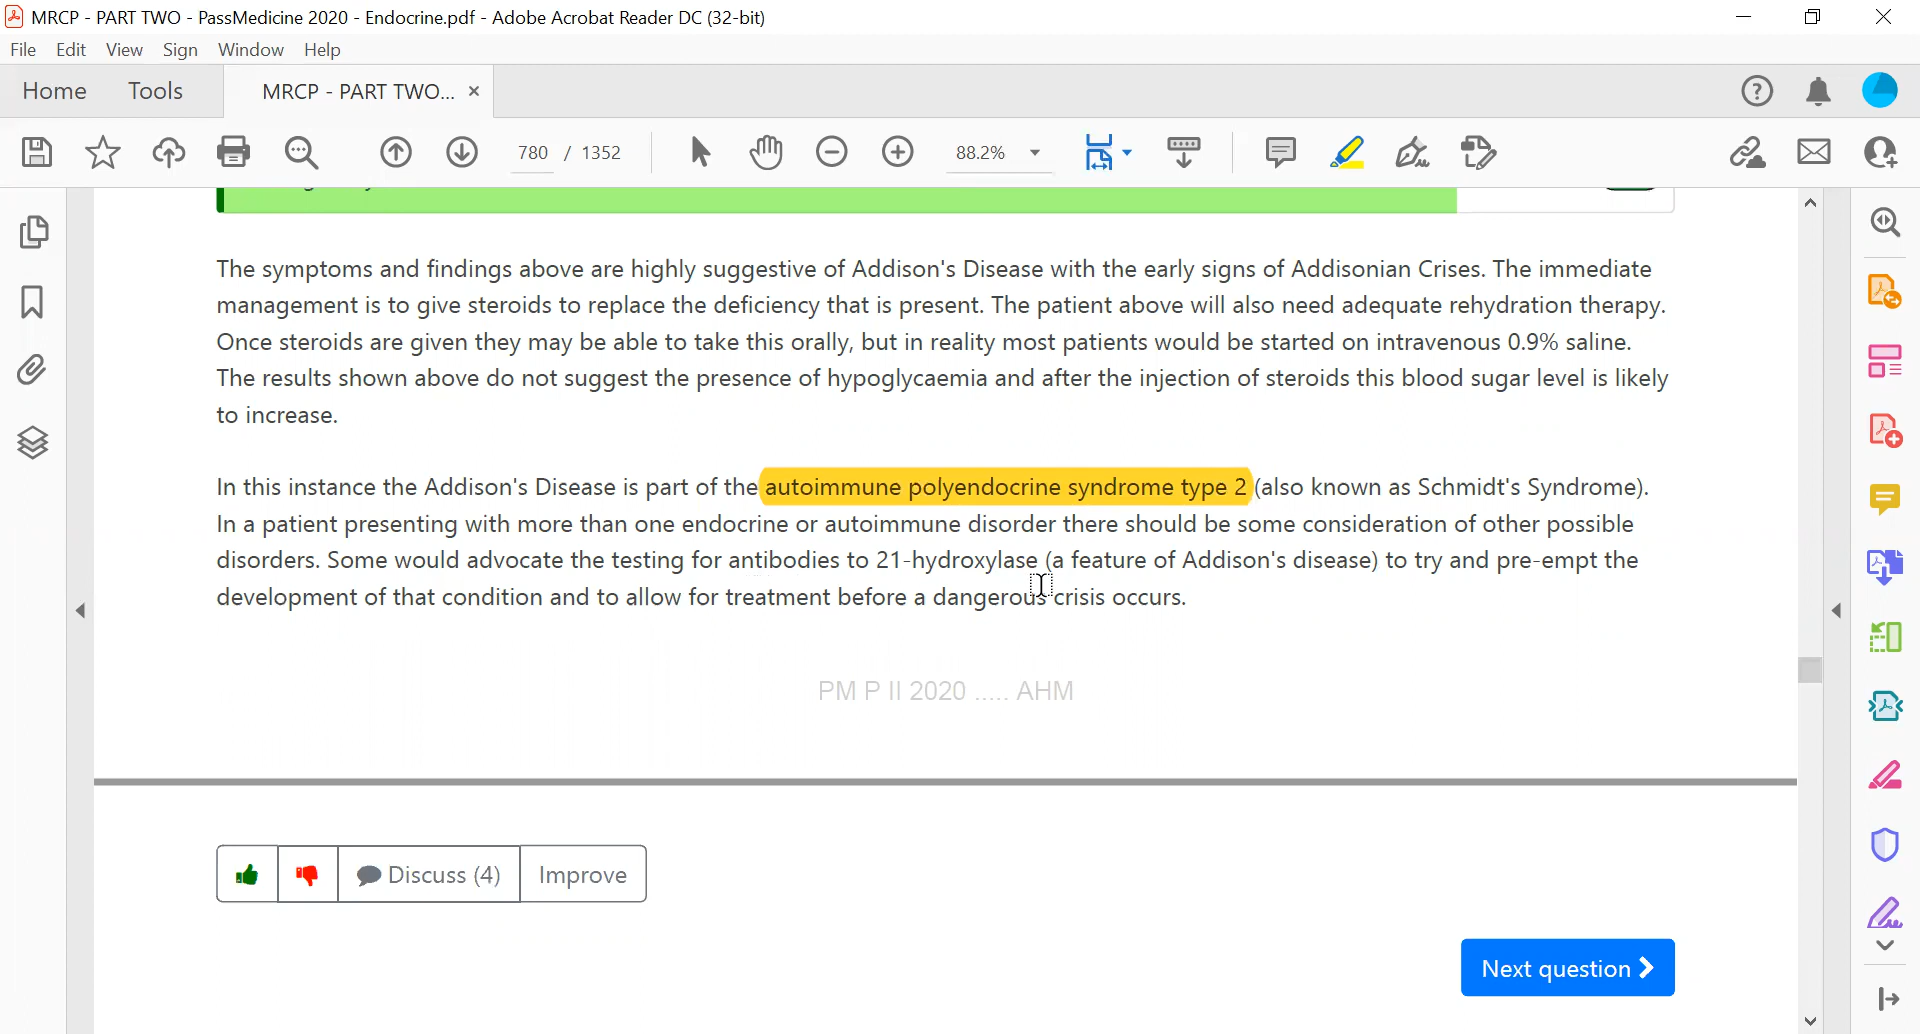 MRCP - PART TWO - PassMedicine 2020 - Endocrine.pdf - Adobe Acrobat Reader DC (32-bit)
File Edit View Sign Window Help
Home Tools MRCP - PART TWO... ×
780 / 1352 88.2%
The symptoms and findings above are highly suggestive of Addison's Disease with the early signs of Addisonian Crises. The immediate
management is to give steroids to replace the deficiency that is present. The patient above will also need adequate rehydration therapy.
Once steroids are given they may be able to take this orally, but in reality most patients would be started on intravenous 0.9% saline.
The results shown above do not suggest the presence of hypoglycaemia and after the injection of steroids this blood sugar level is likely
to increase.
In this instance the Addison's Disease is part of the autoimmune polyendocrine syndrome type 2 (also known as Schmidt's Syndrome).
In a patient presenting with more than one endocrine or autoimmune disorder there should be some consideration of other possible
disorders. Some would advocate the testing for antibodies to 21-hydroxylase (a feature of Addison's disease) to try and pre-empt the
development of that condition and to allow for treatment before a dangerous crisis occurs.
PM P II 2020 ..... AHM
Discuss (4) Improve
Next question